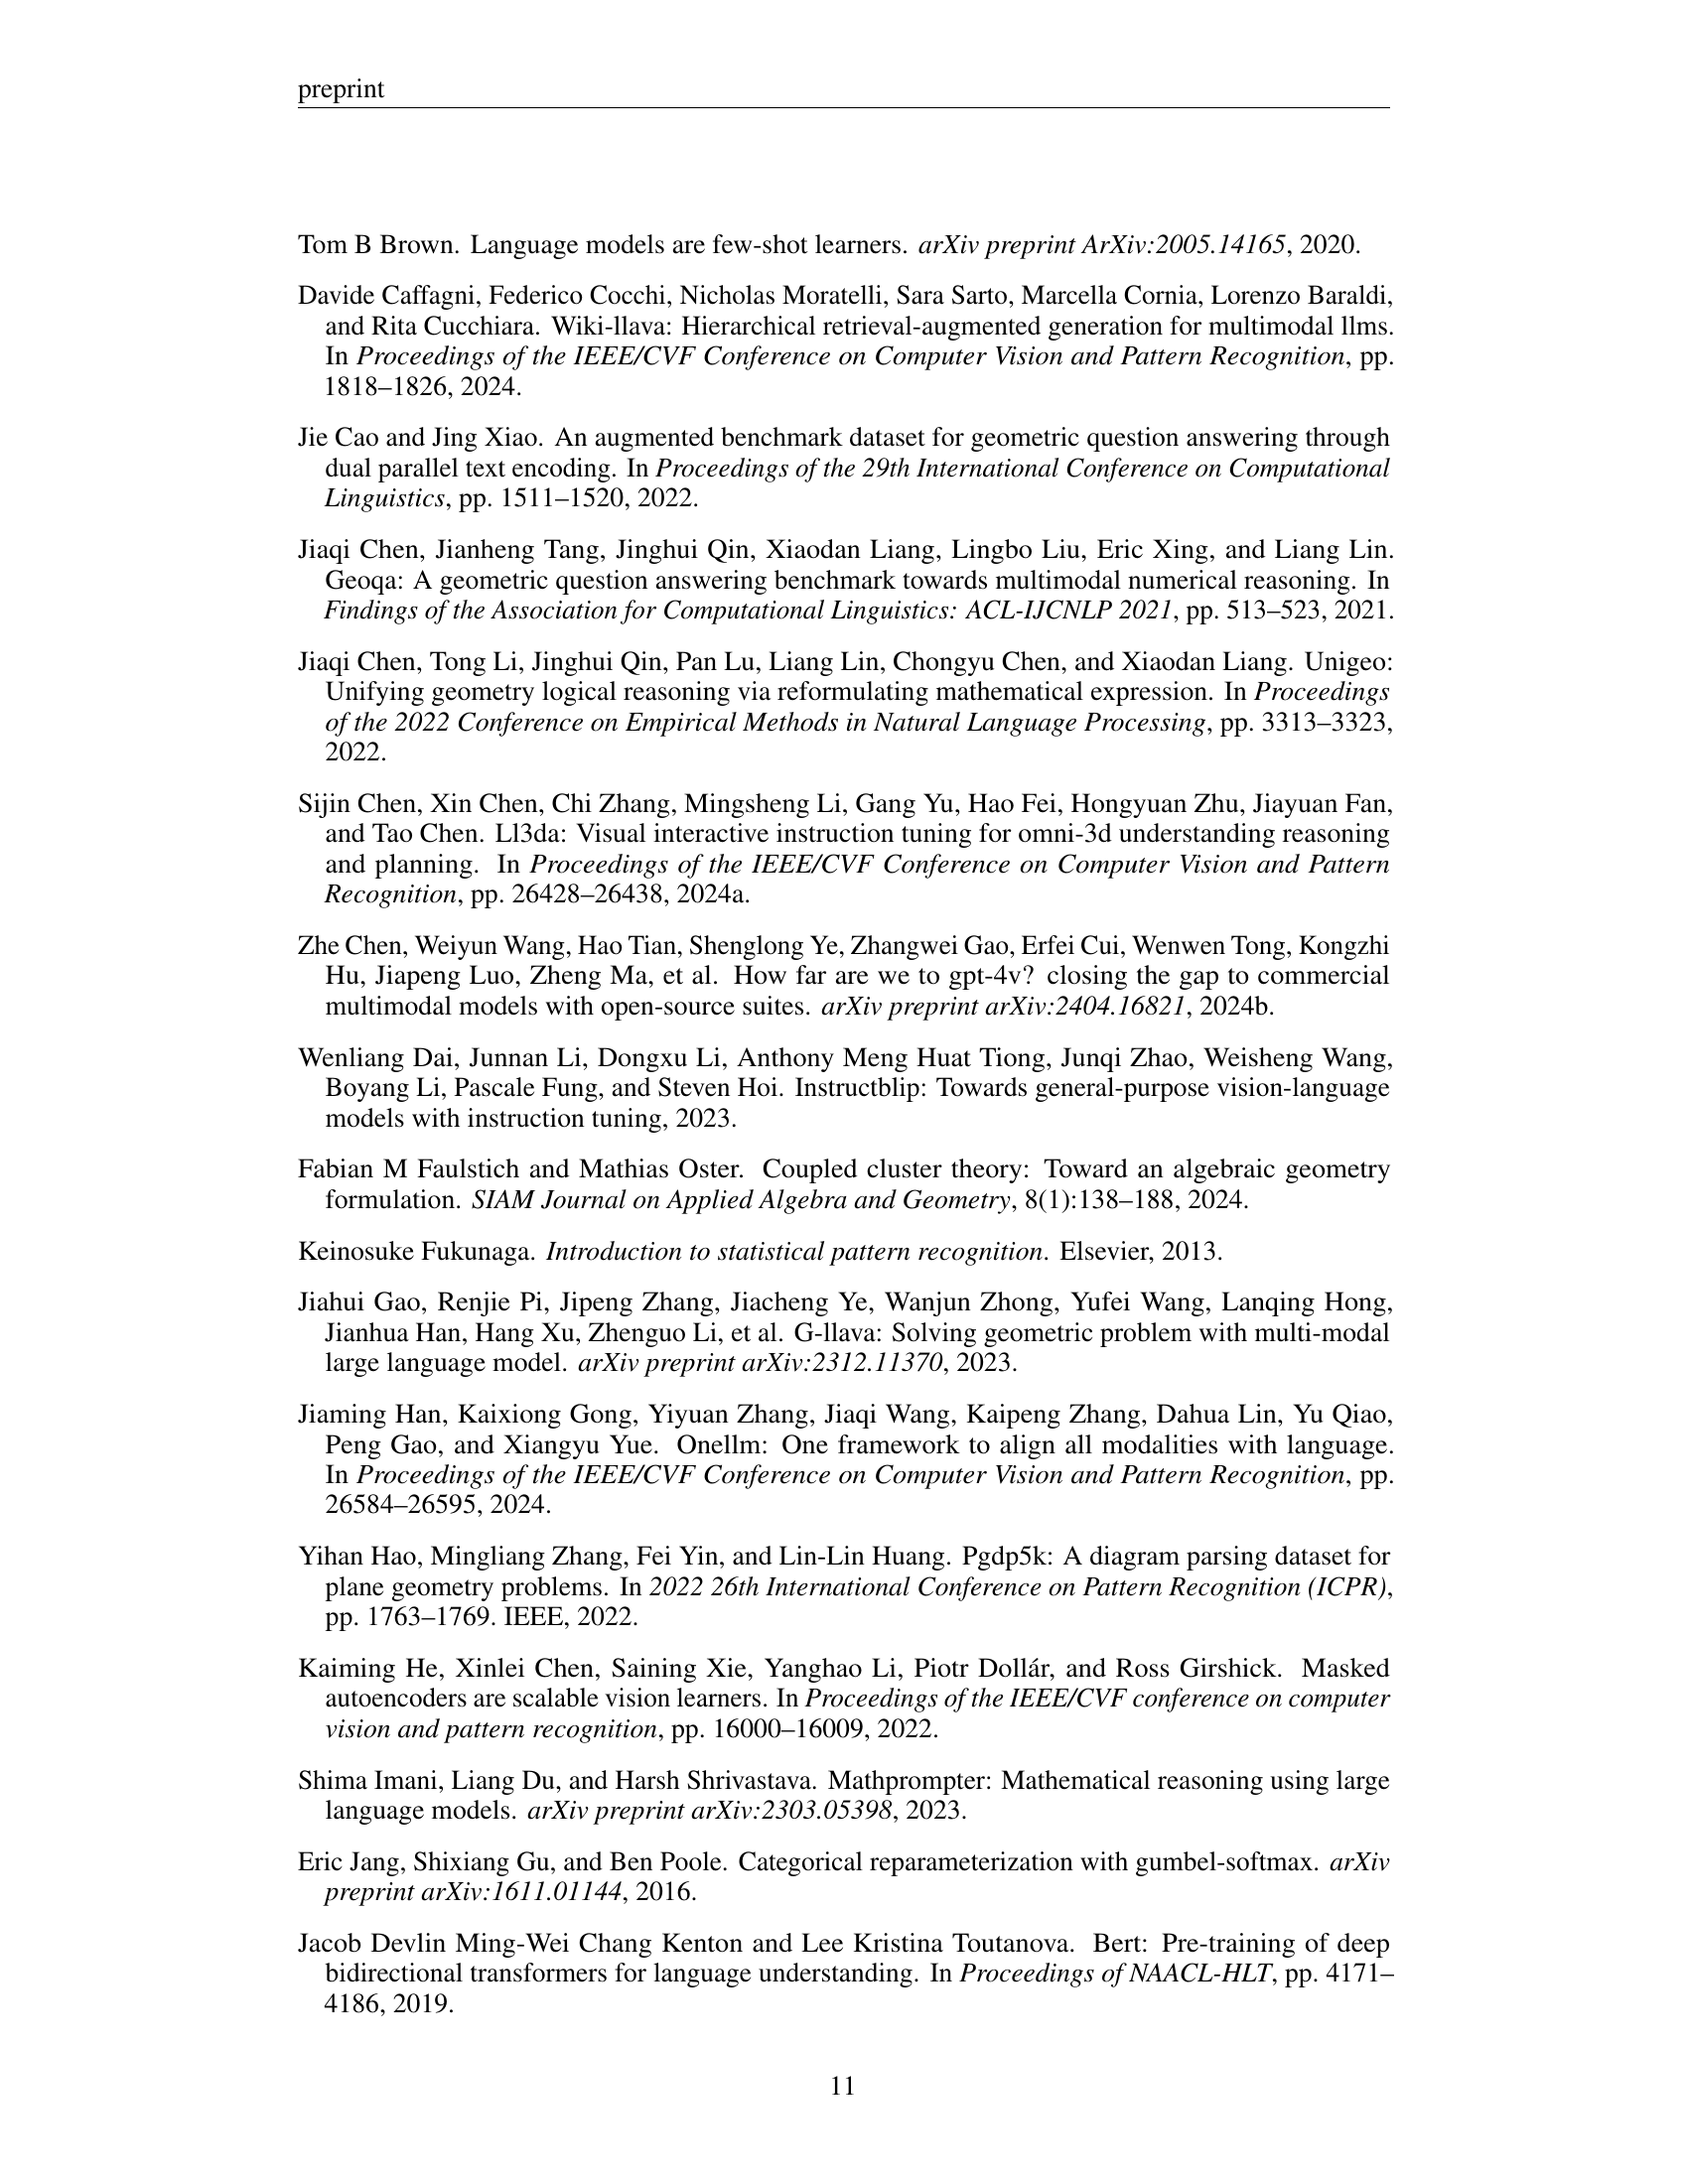 preprint
Tom B Brown. Language models are few-shot learners. arXiv preprint ArXiv:2005.14165, 2020.
Davide Caffagni, Federico Cocchi, Nicholas Moratelli, Sara Sarto, Marcella Cornia, Lorenzo Baraldi,
and Rita Cucchiara. Wiki-llava: Hierarchical retrieval-augmented generation for multimodal llms.
In Proceedings of the IEEE/CVF Conference on Computer Vision and Pattern Recognition, pp.
1818–1826, 2024.
Jie Cao and Jing Xiao. An augmented benchmark dataset for geometric question answering through
dual parallel text encoding. In Proceedings of the 29th International Conference on Computational
Linguistics, pp. 1511–1520, 2022.
Jiaqi Chen, Jianheng Tang, Jinghui Qin, Xiaodan Liang, Lingbo Liu, Eric Xing, and Liang Lin.
Geoqa: A geometric question answering benchmark towards multimodal numerical reasoning. In
Findings of the Association for Computational Linguistics: ACL-IJCNLP 2021, pp. 513–523, 2021.
Jiaqi Chen, Tong Li, Jinghui Qin, Pan Lu, Liang Lin, Chongyu Chen, and Xiaodan Liang. Unigeo:
Unifying geometry logical reasoning via reformulating mathematical expression. In Proceedings
of the 2022 Conference on Empirical Methods in Natural Language Processing, pp. 3313–3323,
2022.
Sijin Chen, Xin Chen, Chi Zhang, Mingsheng Li, Gang Yu, Hao Fei, Hongyuan Zhu, Jiayuan Fan,
and Tao Chen. Ll3da: Visual interactive instruction tuning for omni-3d understanding reasoning
and planning. In Proceedings of the IEEE/CVF Conference on Computer Vision and Pattern
Recognition, pp. 26428–26438, 2024a.
Zhe Chen, Weiyun Wang, Hao Tian, Shenglong Ye, Zhangwei Gao, Erfei Cui, Wenwen Tong, Kongzhi
Hu, Jiapeng Luo, Zheng Ma, et al. How far are we to gpt-4v? closing the gap to commercial
multimodal models with open-source suites. arXiv preprint arXiv:2404.16821, 2024b.
Wenliang Dai, Junnan Li, Dongxu Li, Anthony Meng Huat Tiong, Junqi Zhao, Weisheng Wang,
Boyang Li, Pascale Fung, and Steven Hoi. Instructblip: Towards general-purpose vision-language
models with instruction tuning, 2023.
Fabian M Faulstich and Mathias Oster. Coupled cluster theory: Toward an algebraic geometry
formulation. SIAM Journal on Applied Algebra and Geometry, 8(1):138–188, 2024.
Keinosuke Fukunaga. Introduction to statistical pattern recognition. Elsevier, 2013.
Jiahui Gao, Renjie Pi, Jipeng Zhang, Jiacheng Ye, Wanjun Zhong, Yufei Wang, Lanqing Hong,
Jianhua Han, Hang Xu, Zhenguo Li, et al. G-llava: Solving geometric problem with multi-modal
large language model. arXiv preprint arXiv:2312.11370, 2023.
Jiaming Han, Kaixiong Gong, Yiyuan Zhang, Jiaqi Wang, Kaipeng Zhang, Dahua Lin, Yu Qiao,
Peng Gao, and Xiangyu Yue. Onellm: One framework to align all modalities with language.
In Proceedings of the IEEE/CVF Conference on Computer Vision and Pattern Recognition, pp.
26584–26595, 2024.
Yihan Hao, Mingliang Zhang, Fei Yin, and Lin-Lin Huang. Pgdp5k: A diagram parsing dataset for
plane geometry problems. In 2022 26th International Conference on Pattern Recognition (ICPR),
pp. 1763–1769. IEEE, 2022.
Kaiming He, Xinlei Chen, Saining Xie, Yanghao Li, Piotr Dollár, and Ross Girshick. Masked
autoencoders are scalable vision learners. In Proceedings of the IEEE/CVF conference on computer
vision and pattern recognition, pp. 16000–16009, 2022.
Shima Imani, Liang Du, and Harsh Shrivastava. Mathprompter: Mathematical reasoning using large
language models. arXiv preprint arXiv:2303.05398, 2023.
Eric Jang, Shixiang Gu, and Ben Poole. Categorical reparameterization with gumbel-softmax. arXiv
preprint arXiv:1611.01144, 2016.
Jacob Devlin Ming-Wei Chang Kenton and Lee Kristina Toutanova. Bert: Pre-training of deep
bidirectional transformers for language understanding. In Proceedings of NAACL-HLT, pp. 4171–
4186, 2019.
11